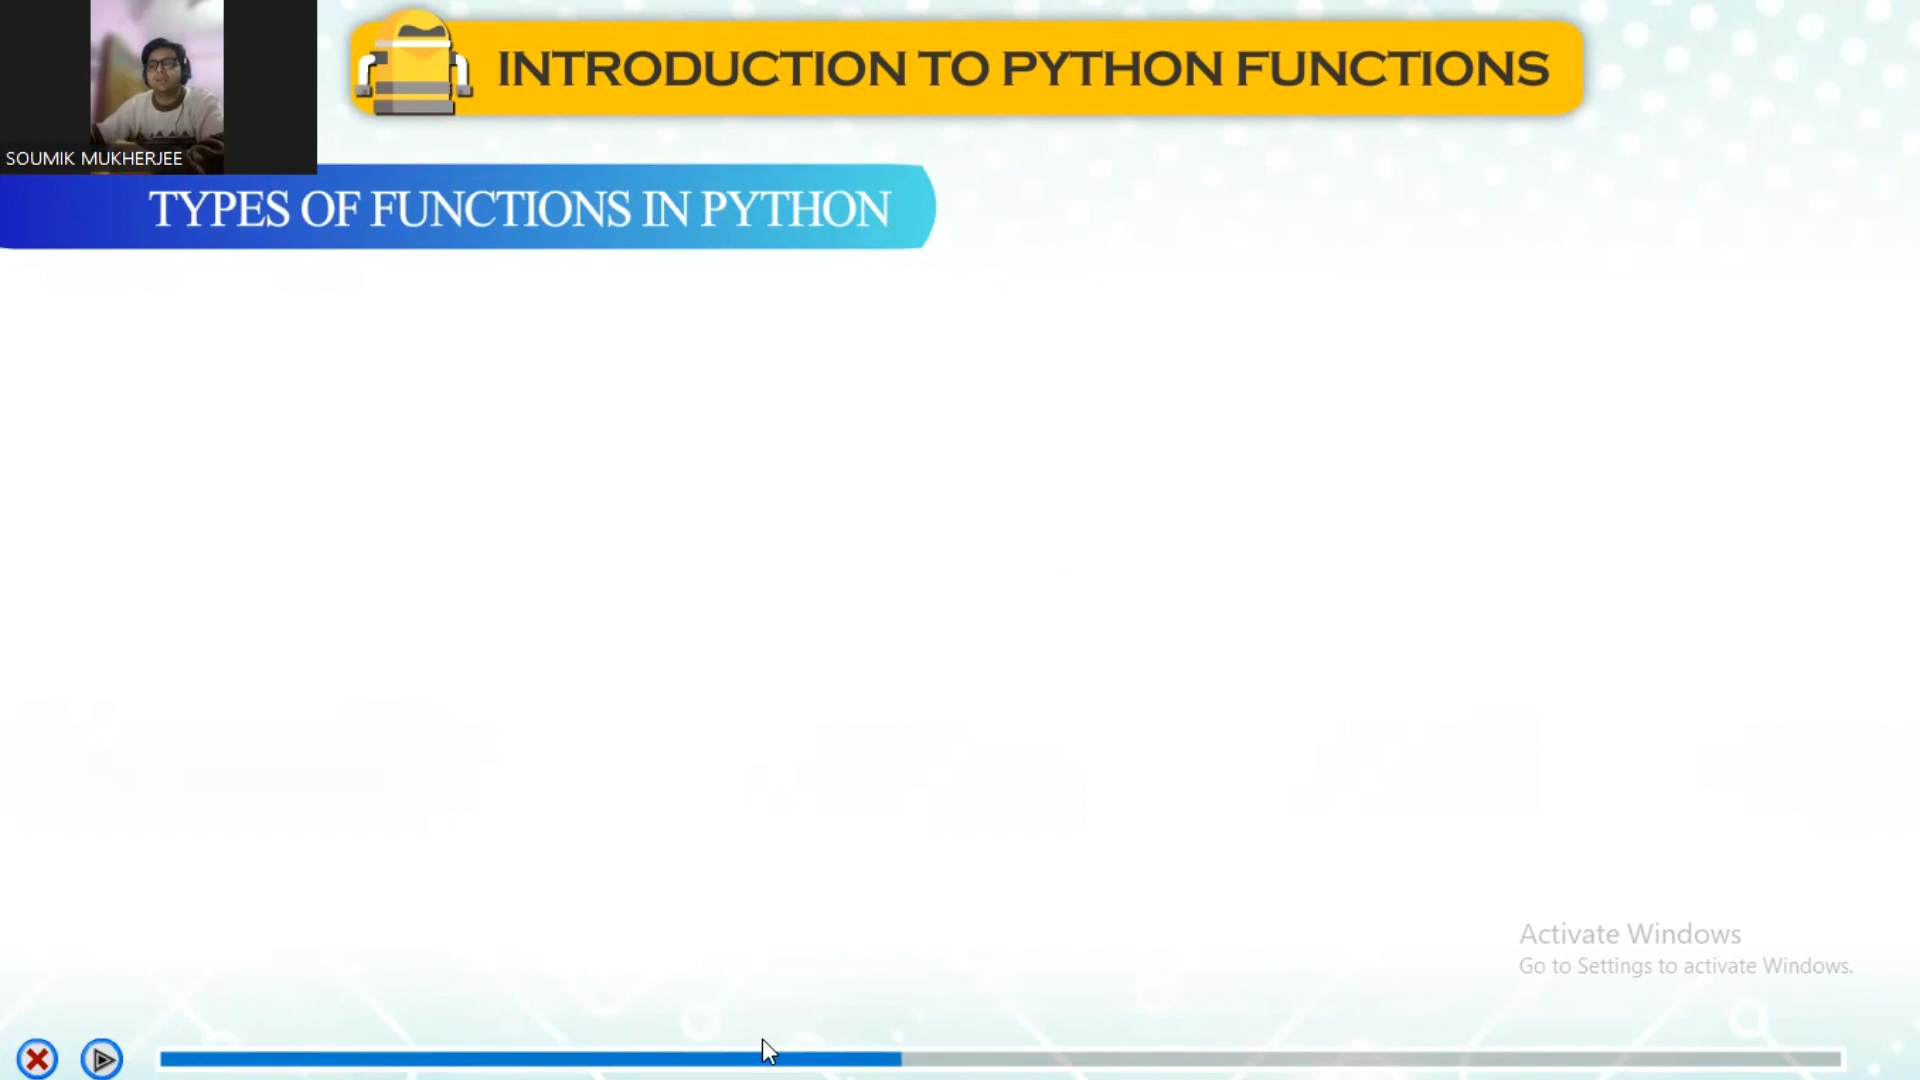 INTRODUCTION TO PYTHON FUNCTIONS
SOUMIK MUKHERJEE
TYPES OF FUNCTIONS IN PYTHON
Activate Windows
Go to Settings to activate Windows.